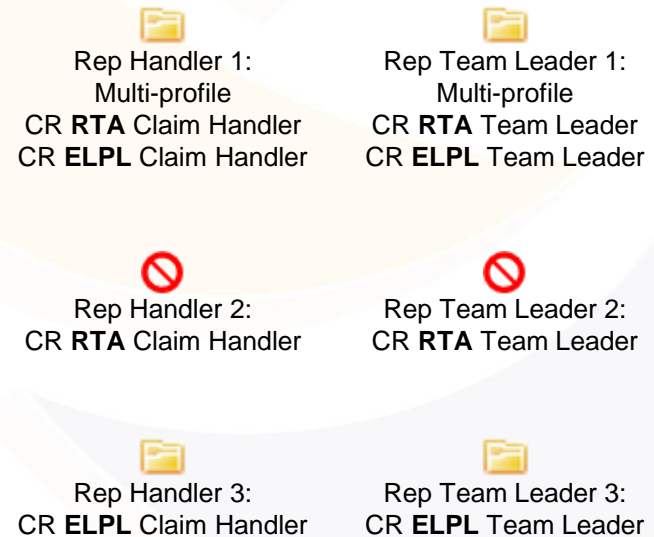 Rep Handler 1:
Multi-profile
CR RTA Claim Handler
CR ELPL Claim Handler
Rep Team Leader 1:
Multi-profile
CR RTA Team Leader
CR ELPL Team Leader
Rep Handler 2:
CR RTA Claim Handler
Rep Team Leader 2:
CR RTA Team Leader
Rep Handler 3:
CR ELPL Claim Handler
Rep Team Leader 3:
CR ELPL Team Leader